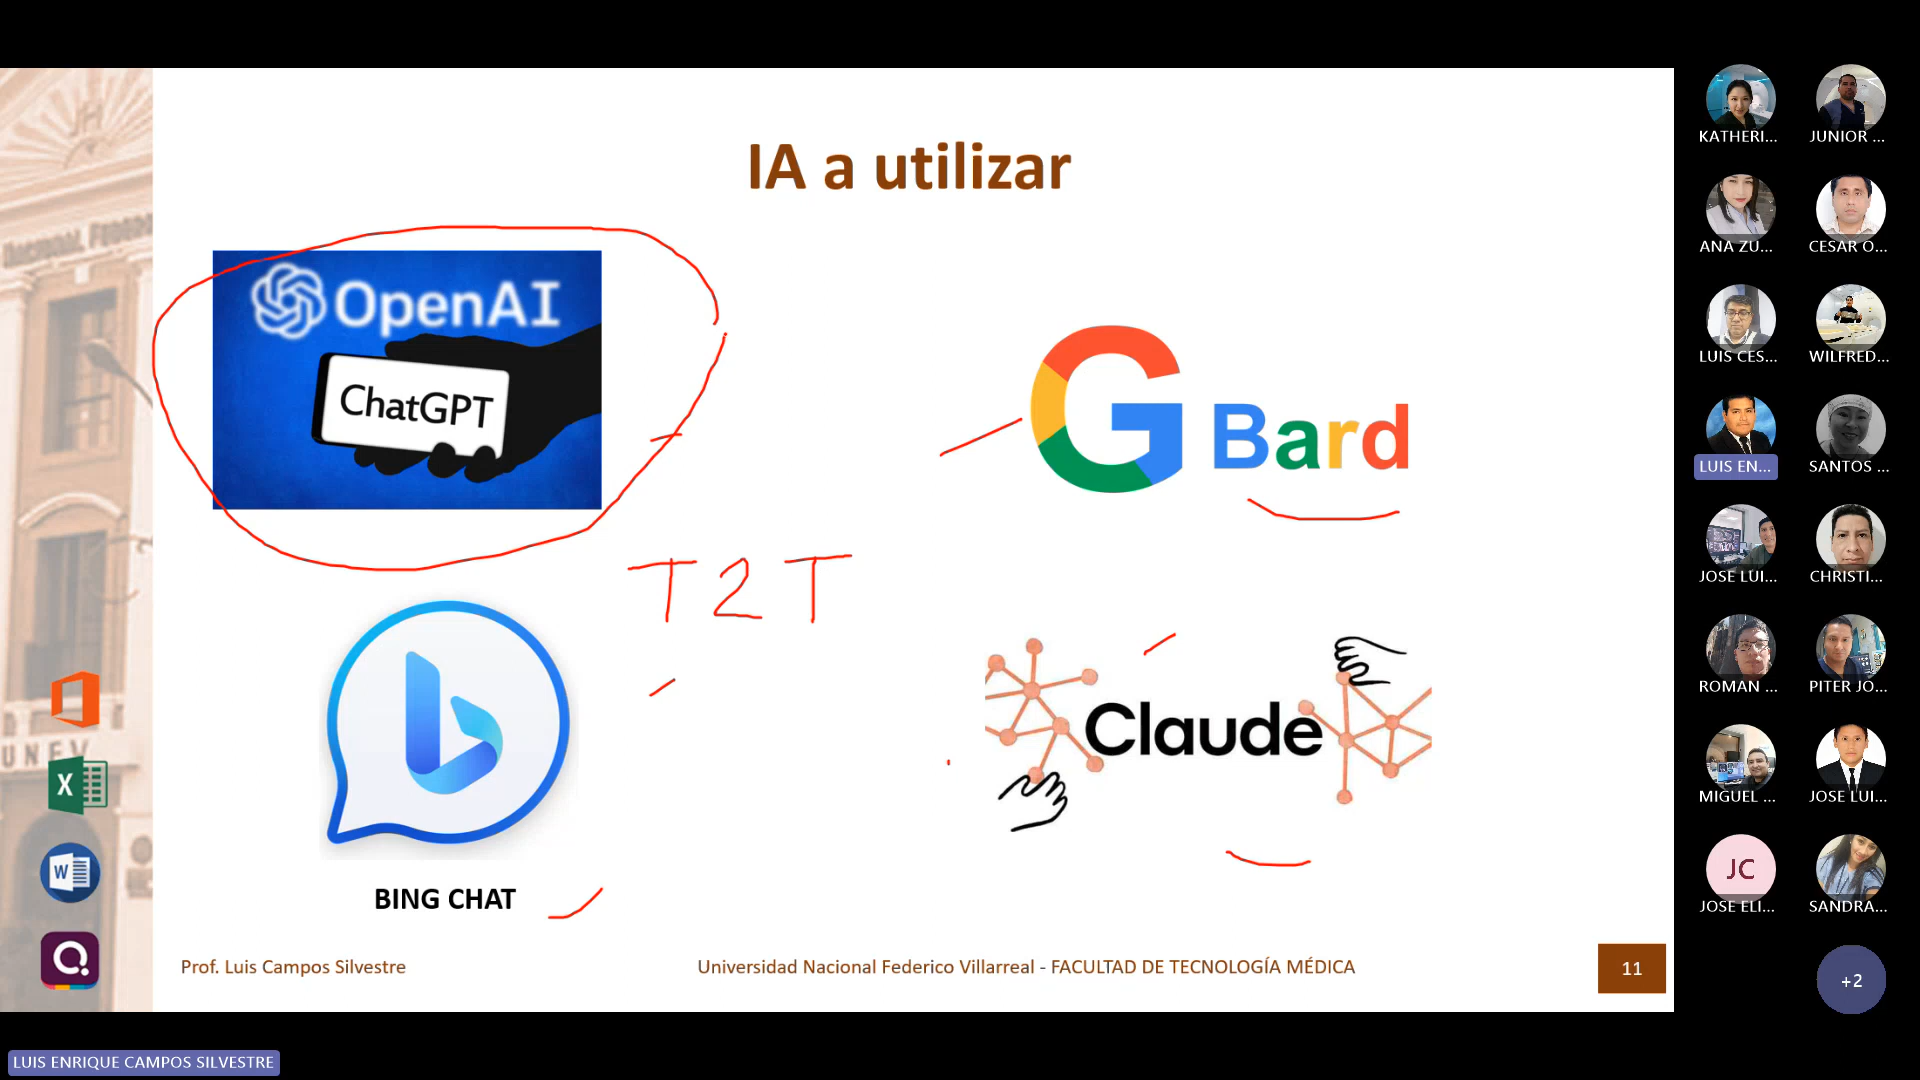 IA a utilizar
OpenAI
ChatGPT
G Bard
T2T
Claude
BING CHAT
Prof. Luis Campos Silvestre
Universidad Nacional Federico Villarreal - FACULTAD DE TECNOLOGÍA MÉDICA
11
KATHERI...
JUNIOR ...
ANA ZU...
CESAR O...
LUIS CES...
WILFRED...
LUIS EN...
SANTOS ...
JOSE LUI...
CHRISTI...
ROMAN ...
PITER JO...
MIGUEL ...
JOSE LUI...
JC
JOSE ELI...
SANDRA...
+2
UNFV
X
W
LUIS ENRIQUE CAMPOS SILVESTRE